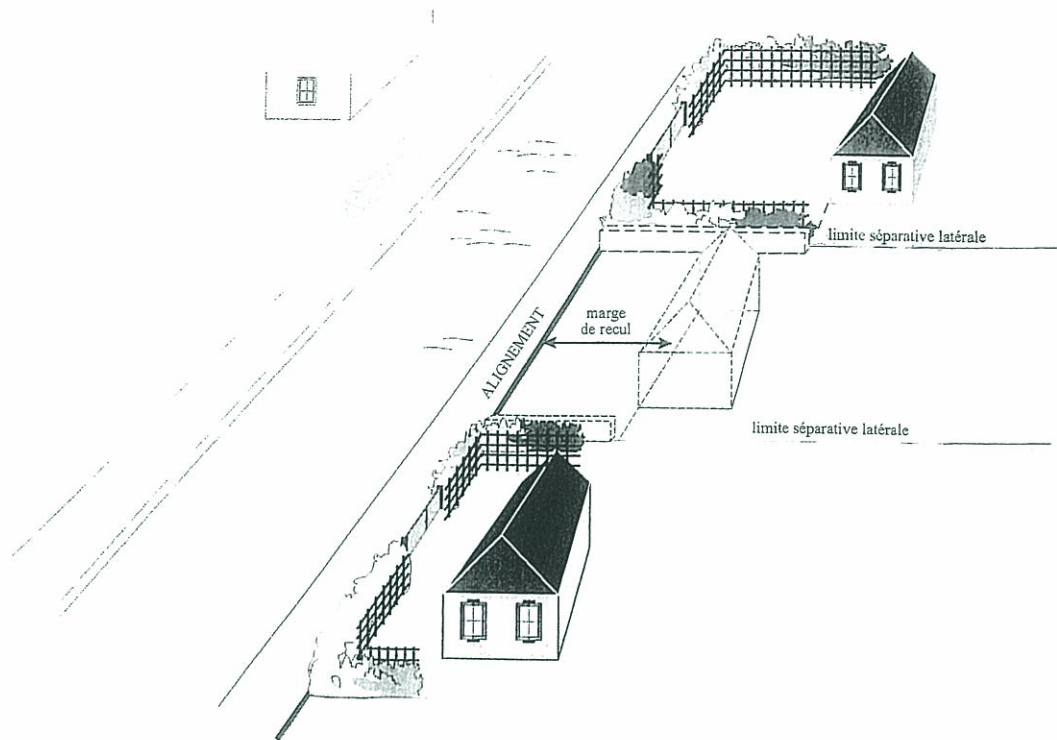 limite séparative latérale
marge
de recul
ALIGNEMENT
limite séparative latérale